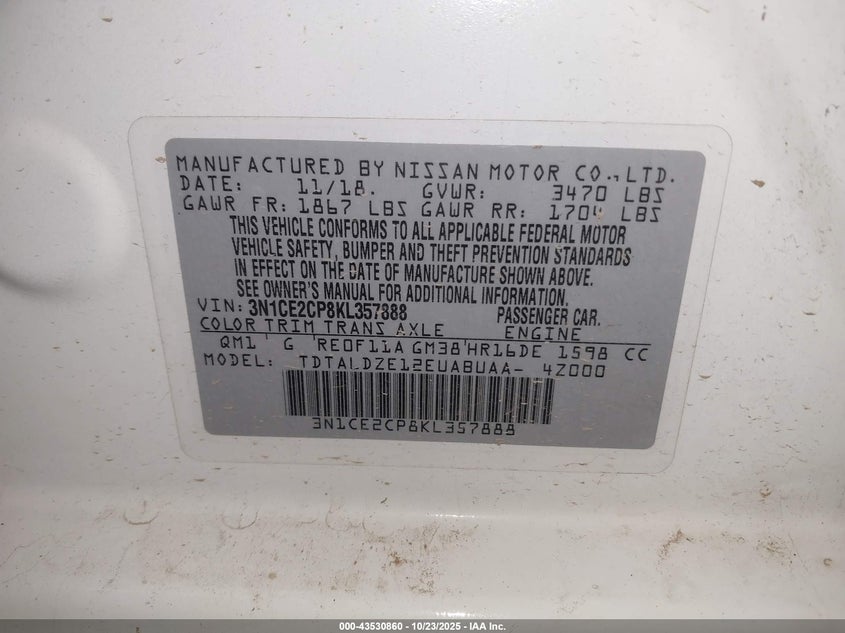 MANUFACTURED BY NISSAN MOTOR CO.,LTD.
DATE: 11/18. GVWR: 3470 LBS
GAWR FR: 1867 LBS GAWR RR: 1704 LBS
THIS VEHICLE CONFORMS TO ALL APPLICABLE FEDERAL MOTOR
VEHICLE SAFETY, BUMPER AND THEFT PREVENTION STANDARDS
IN EFFECT ON THE DATE OF MANUFACTURE SHOWN ABOVE.
SEE OWNER'S MANUAL FOR ADDITIONAL INFORMATION.
VIN: 3N1CE2CP8KL357888 PASSENGER CAR.
COLOR TRIM TRANS AXLE ENGINE
QM1 G RE0F11A GM38 HR16DE 1598 CC
MODEL: TDTALDZE12EUABUAA- 4Z000
3N1CE2CP8KL357888
000-43530860 - 10/23/2025 - IAA Inc.